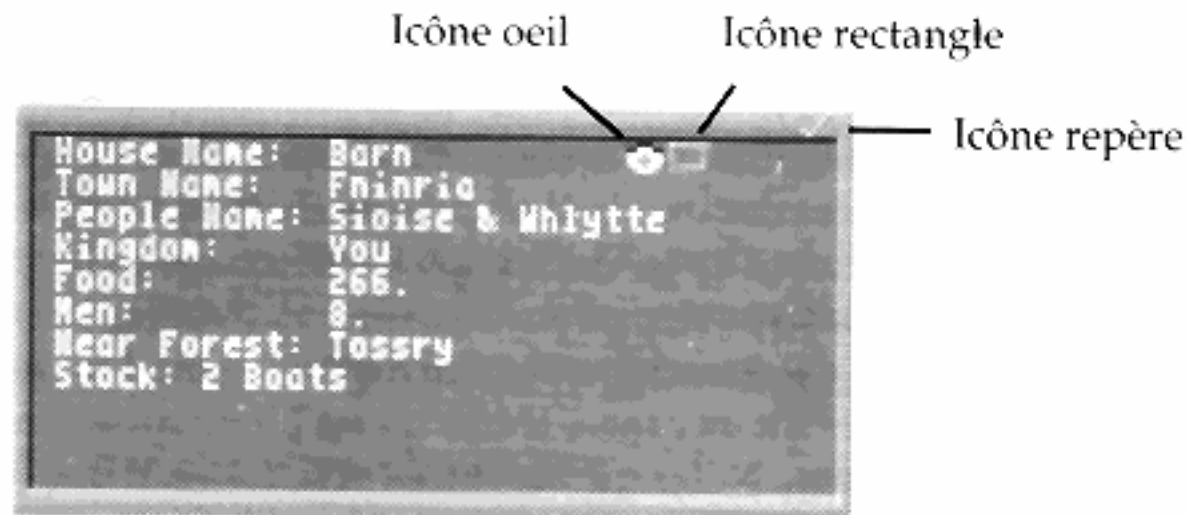 Icône oeil
Icône rectangle
Icône repère
House Name: Barn
Town Name: Fninria
People Name: Sioise & Whlytte
Kingdom: You
Food: 266.
Men: 8.
Near Forest: Tassry
Stock: 2 Boats